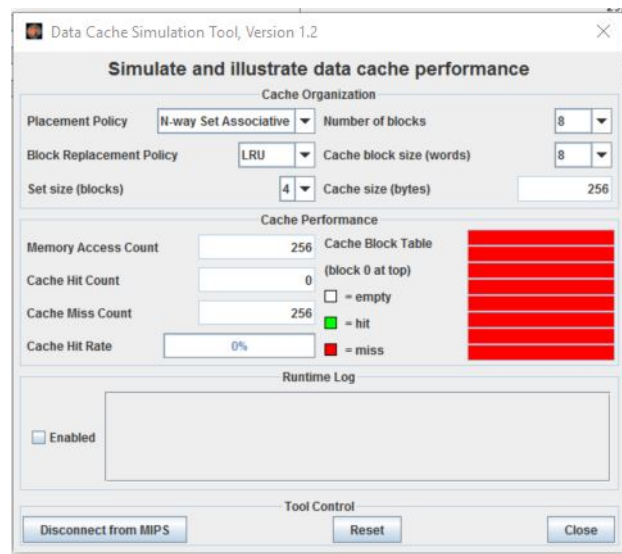 Data Cache Simulation Tool, Version 1.2
Simulate and illustrate data cache performance
Cache Organization
Placement Policy N-way Set Associative Number of blocks 8
Block Replacement Policy LRU Cache block size (words) 8
Set size (blocks) 4 Cache size (bytes) 256
Cache Performance
Memory Access Count 256 Cache Block Table
(block 0 at top)
Cache Hit Count 0
= empty
Cache Miss Count 256
= hit
Cache Hit Rate 0% = miss
Runtime Log
Enabled
Tool Control
Disconnect from MIPS Reset Close